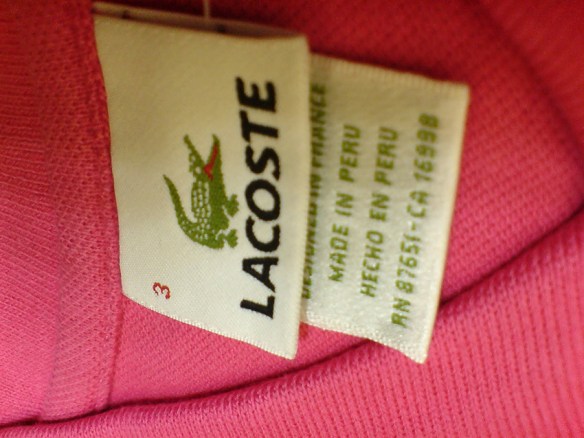 3
LACOSTE
DESIGNED IN FRANCE
MADE IN PERU
HECHO EN PERU
RN 87651-CA 16998